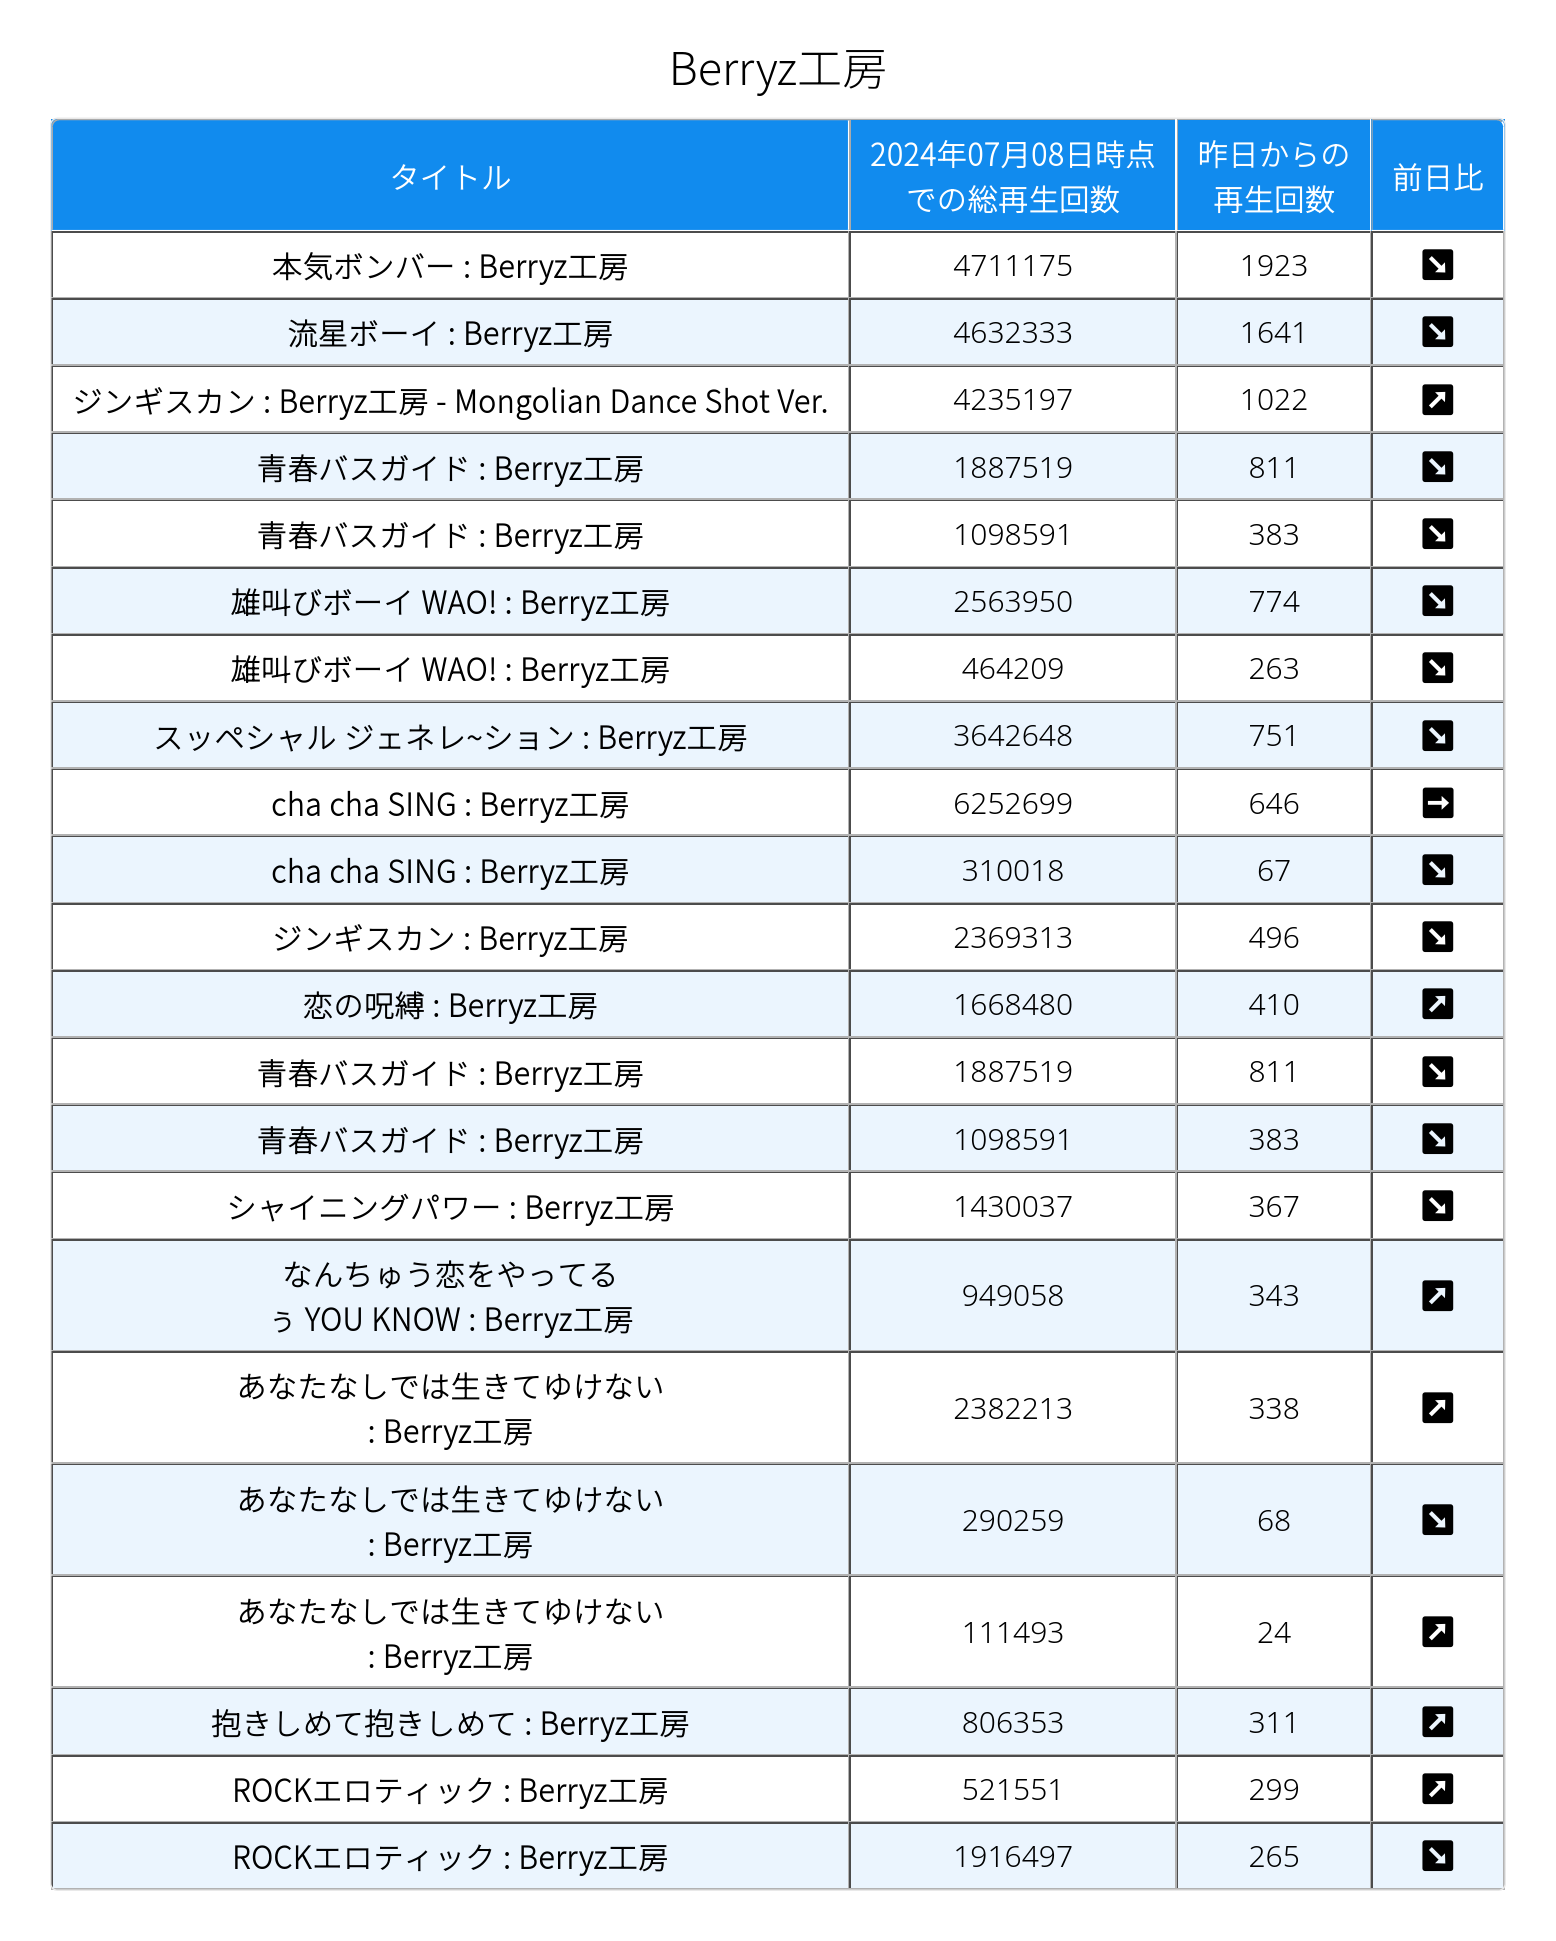 Berryz工房
タイトル
2024年07月08日時点
での総再生回数
昨日からの
再生回数
前日比
本気ボンバー : Berryz工房 4711175 1923 ↘
流星ボーイ : Berryz工房 4632333 1641 ↘
ジンギスカン : Berryz工房 - Mongolian Dance Shot Ver. 4235197 1022 ↗
青春バスガイド : Berryz工房 1887519 811 ↘
青春バスガイド : Berryz工房 1098591 383 ↘
雄叫びボーイ WAO! : Berryz工房 2563950 774 ↘
雄叫びボーイ WAO! : Berryz工房 464209 263 ↘
スッペシャル ジェネレ~ション : Berryz工房 3642648 751 ↘
cha cha SING : Berryz工房 6252699 646 →
cha cha SING : Berryz工房 310018 67 ↘
ジンギスカン : Berryz工房 2369313 496 ↘
恋の呪縛 : Berryz工房 1668480 410 ↗
青春バスガイド : Berryz工房 1887519 811 ↘
青春バスガイド : Berryz工房 1098591 383 ↘
シャイニングパワー : Berryz工房 1430037 367 ↘
なんちゅう恋をやってる
ぅ YOU KNOW : Berryz工房 949058 343 ↗
あなたなしでは生きてゆけない
: Berryz工房 2382213 338 ↗
あなたなしでは生きてゆけない
: Berryz工房 290259 68 ↘
あなたなしでは生きてゆけない
: Berryz工房 111493 24 ↗
抱きしめて抱きしめて : Berryz工房 806353 311 ↗
ROCKエロティック : Berryz工房 521551 299 ↗
ROCKエロティック : Berryz工房 1916497 265 ↘